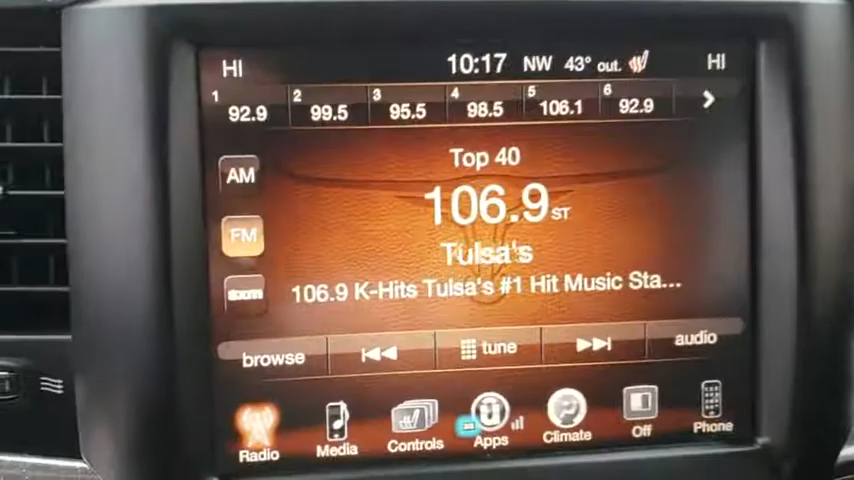 HI 10:17 NW 43° out. HI
1 92.9 2 99.5 3 95.5 4 98.5 5 106.1 6 92.9
Top 40
AM
106.9 ST
FM
Tulsa's
sxm
106.9 K-Hits Tulsa's #1 Hit Music Sta...
browse tune audio
Radio Media Controls Apps Climate Off Phone